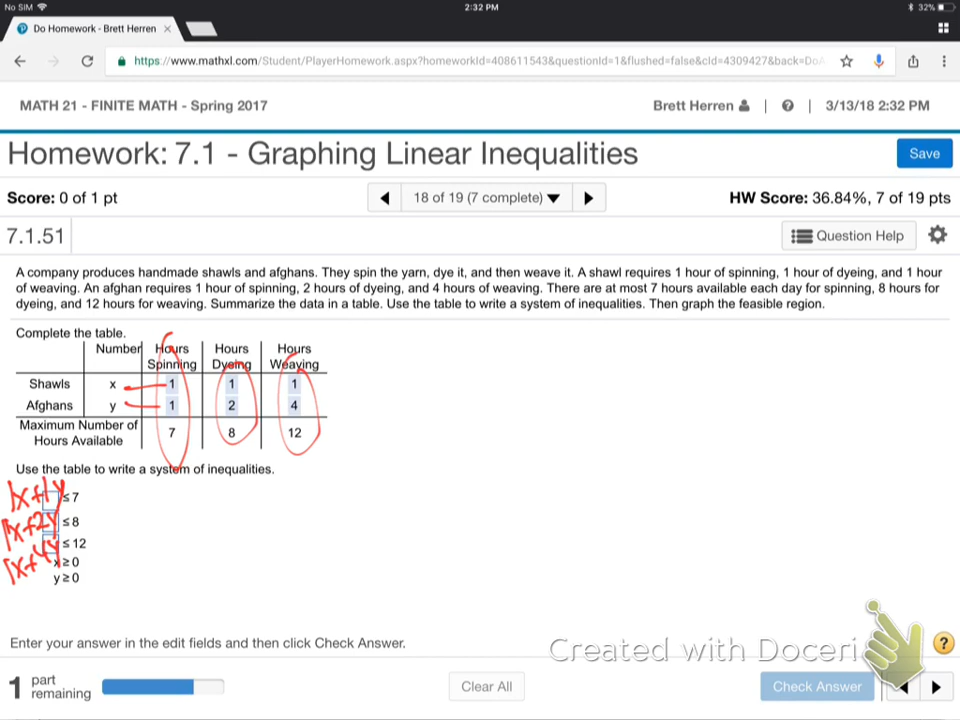 No SIM 2:32 PM 32%
Do Homework - Brett Herren ×
https://www.mathxl.com/Student/PlayerHomework.aspx?homeworkId=408611543&questionId=1&flushed=false&cId=4309427&back=DoA
MATH 21 - FINITE MATH - Spring 2017 Brett Herren | ? | 3/13/18 2:32 PM
Homework: 7.1 - Graphing Linear Inequalities Save
Score: 0 of 1 pt 18 of 19 (7 complete) HW Score: 36.84%, 7 of 19 pts
7.1.51 Question Help
A company produces handmade shawls and afghans. They spin the yarn, dye it, and then weave it. A shawl requires 1 hour of spinning, 1 hour of dyeing, and 1 hour
of weaving. An afghan requires 1 hour of spinning, 2 hours of dyeing, and 4 hours of weaving. There are at most 7 hours available each day for spinning, 8 hours for
dyeing, and 12 hours for weaving. Summarize the data in a table. Use the table to write a system of inequalities. Then graph the feasible region.
Complete the table.
Number Hours Hours Hours
Spinning Dyeing Weaving
Shawls x 1 1 1
Afghans y 1 2 4
Maximum Number of
Hours Available 7 8 12
Use the table to write a system of inequalities.
1x+1y ≤ 7
1x+2y ≤ 8
1x+4y ≤ 12
x ≥ 0
y ≥ 0
Enter your answer in the edit fields and then click Check Answer.
Created with Doceri ?
1 part
remaining Clear All Check Answer